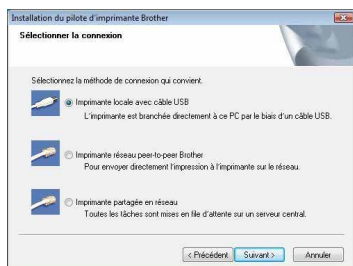 Installation du pilote d'imprimante Brother
Sélectionner la connexion
Sélectionnez la méthode de connexion qui convient.
Imprimante locale avec câble USB
L'imprimante est branchée directement à ce PC par le biais d'un câble USB.
Imprimante réseau peer-to-peer Brother
Pour envoyer directement l'impression à l'imprimante sur le réseau.
Imprimante partagée en réseau
Toutes les tâches sont mises en file d'attente sur un serveur central.
< Précédent Suivant > Annuler